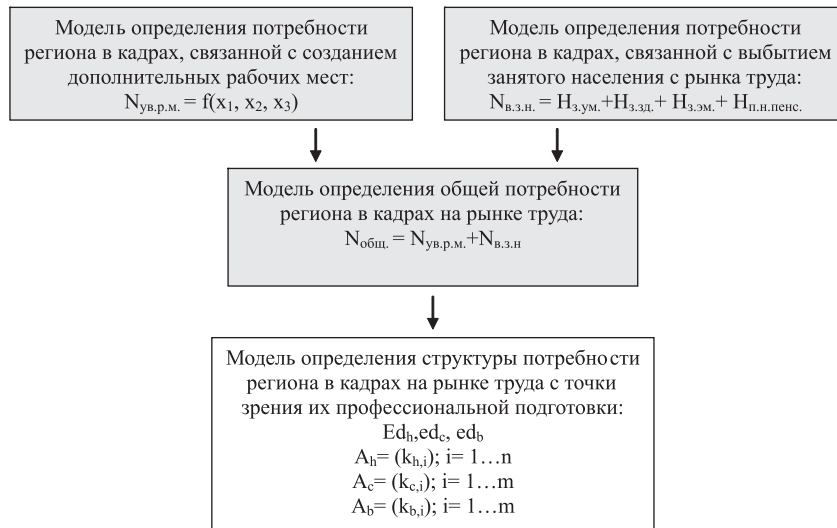 Модель определения потребности
региона в кадрах, связанной с созданием
дополнительных рабочих мест:
Nув.р.м. = f(x1, x2, x3)
Модель определения потребности
региона в кадрах, связанной с выбытием
занятого населения с рынка труда:
Nв.з.н. = Hз.ум.+Hз.зд.+ Hз.эм.+ Hп.н.пенс.
Модель определения общей потребности
региона в кадрах на рынке труда:
Nобщ. = Nув.р.м.+Nв.з.н
Модель определения структуры потребности
региона в кадрах на рынке труда с точки
зрения их профессиональной подготовки:
Edh,edc, edb
Ah= (kh,i); i= 1…n
Ac= (kc,i); i= 1…m
Ab= (kb,i); i= 1…m